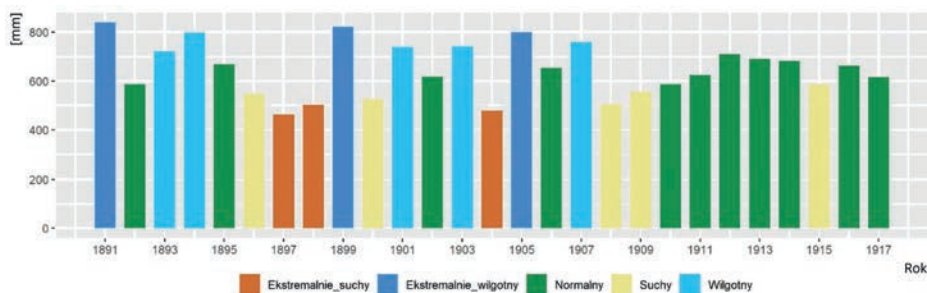 [mm]
800
600
400
200
0
1891 1893 1895 1897 1899 1901 1903 1905 1907 1909 1911 1913 1915 1917
Rok
Ekstremalnie_suchy Ekstremalnie_wilgotny Normalny Suchy Wilgotny